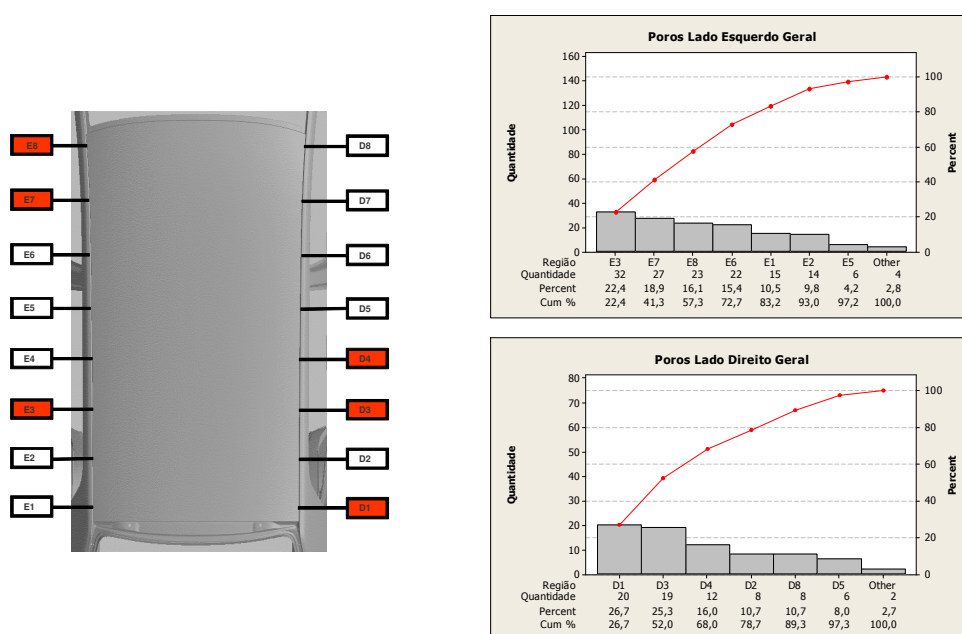 E8
E7
E6
E5
E4
E3
E2
E1
D8
D7
D6
D5
D4
D3
D2
D1
Poros Lado Esquerdo Geral
160
140
120
100
80
60
40
20
0
Quantidade
100
80
60
40
20
0
Percent
Região E3 E7 E8 E6 E1 E2 E5 Other
Quantidade 32 27 23 22 15 14 6 4
Percent 22,4 18,9 16,1 15,4 10,5 9,8 4,2 2,8
Cum % 22,4 41,3 57,3 72,7 83,2 93,0 97,2 100,0
Poros Lado Direito Geral
80
70
60
50
40
30
20
10
0
Quantidade
100
80
60
40
20
0
Percent
Região D1 D3 D4 D2 D8 D5 Other
Quantidade 20 19 12 8 8 6 2
Percent 26,7 25,3 16,0 10,7 10,7 8,0 2,7
Cum % 26,7 52,0 68,0 78,7 89,3 97,3 100,0